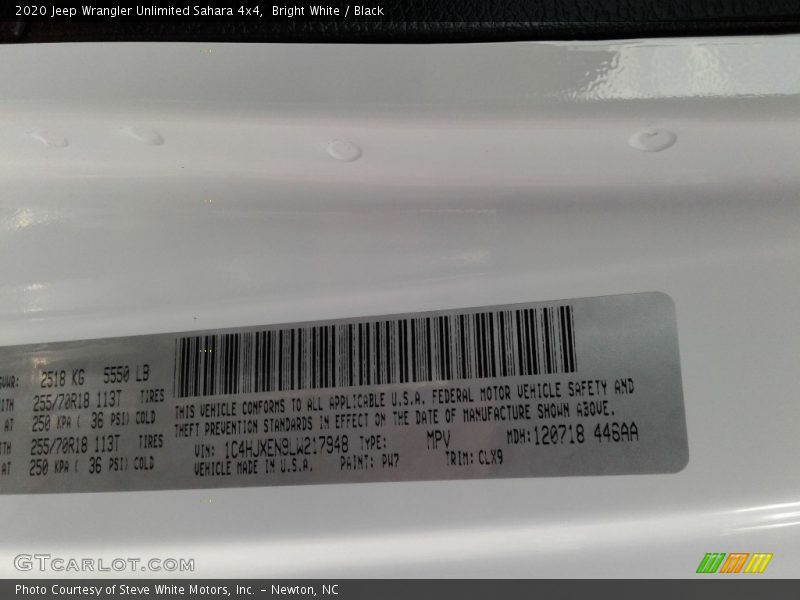 2020 Jeep Wrangler Unlimited Sahara 4x4,  Bright White / Black
GVWR: 2518 KG 5550 LB
255/70R18 113T TIRES
AT 250 KPA ( 36 PSI) COLD
255/70R18 113T TIRES
AT 250 KPA ( 36 PSI) COLD
THIS VEHICLE CONFORMS TO ALL APPLICABLE U.S.A. FEDERAL MOTOR VEHICLE SAFETY AND
THEFT PREVENTION STANDARDS IN EFFECT ON THE DATE OF MANUFACTURE SHOWN ABOVE.
VIN: 1C4HJXEN9LW217948 TYPE: MPV MDH: 120718 446AA
VEHICLE MADE IN U.S.A. PAINT: PW7 TRIM: CLX9
GTCARLOT.COM
Photo Courtesy of Steve White Motors, Inc. – Newton, NC